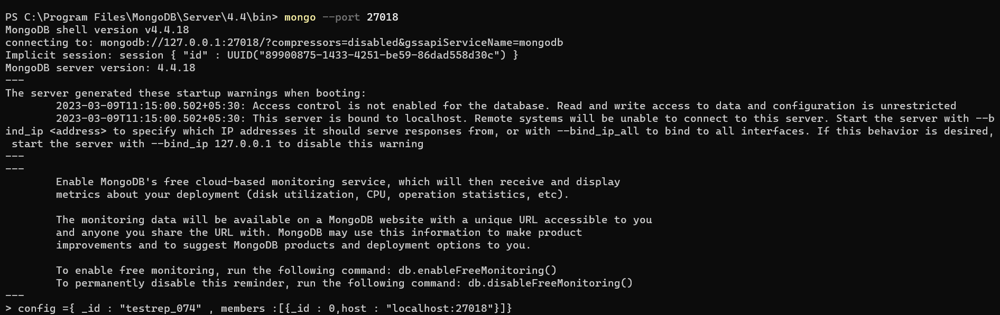 PS C:\Program Files\MongoDB\Server\4.4\bin> mongo --port 27018
MongoDB shell version v4.4.18
connecting to: mongodb://127.0.0.1:27018/?compressors=disabled&gssapiServiceName=mongodb
Implicit session: session { "id" : UUID("89900875-1433-4251-be59-86dad558d30c") }
MongoDB server version: 4.4.18
---
The server generated these startup warnings when booting:
        2023-03-09T11:15:00.502+05:30: Access control is not enabled for the database. Read and write access to data and configuration is unrestricted
        2023-03-09T11:15:00.502+05:30: This server is bound to localhost. Remote systems will be unable to connect to this server. Start the server with --b
ind_ip <address> to specify which IP addresses it should serve responses from, or with --bind_ip_all to bind to all interfaces. If this behavior is desired,
 start the server with --bind_ip 127.0.0.1 to disable this warning
---
---
        Enable MongoDB's free cloud-based monitoring service, which will then receive and display
        metrics about your deployment (disk utilization, CPU, operation statistics, etc).

        The monitoring data will be available on a MongoDB website with a unique URL accessible to you
        and anyone you share the URL with. MongoDB may use this information to make product
        improvements and to suggest MongoDB products and deployment options to you.

        To enable free monitoring, run the following command: db.enableFreeMonitoring()
        To permanently disable this reminder, run the following command: db.disableFreeMonitoring()
---
> config ={ _id : "testrep_074" , members :[{_id : 0,host : "localhost:27018"}]}